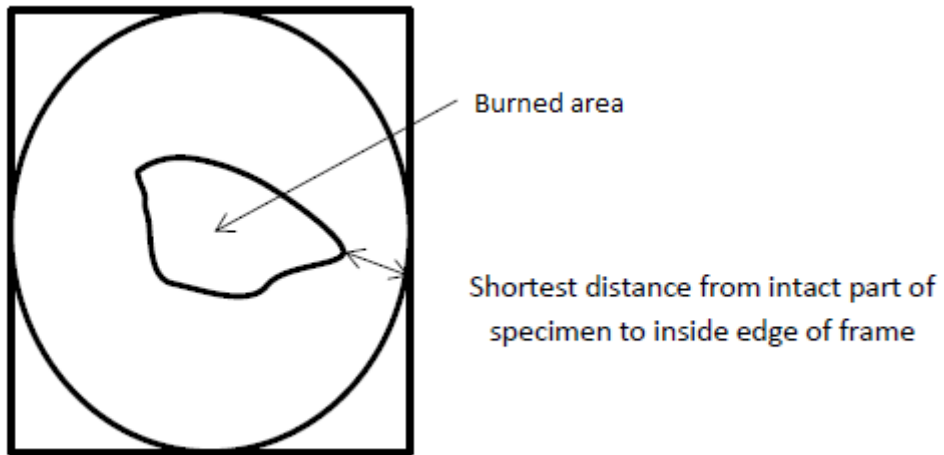 Burned area
Shortest distance from intact part of
specimen to inside edge of frame